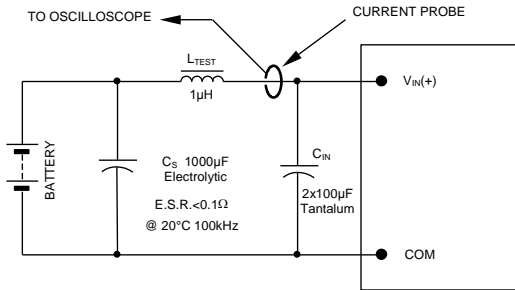 TO OSCILLOSCOPE
CURRENT PROBE
LTEST
1µH
VIN(+)
BATTERY
CS 1000µF
Electrolytic
E.S.R.<0.1Ω
@ 20°C 100kHz
CIN
2x100µF
Tantalum
COM